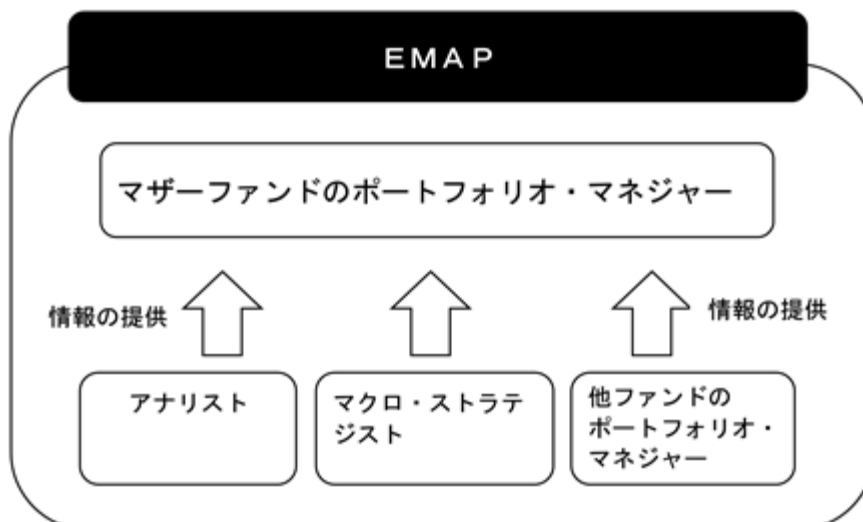 ＥＭＡＰ
マザーファンドのポートフォリオ・マネジャー
情報の提供
情報の提供
アナリスト
マクロ・ストラテ
ジスト
他ファンドの
ポートフォリオ・
マネジャー